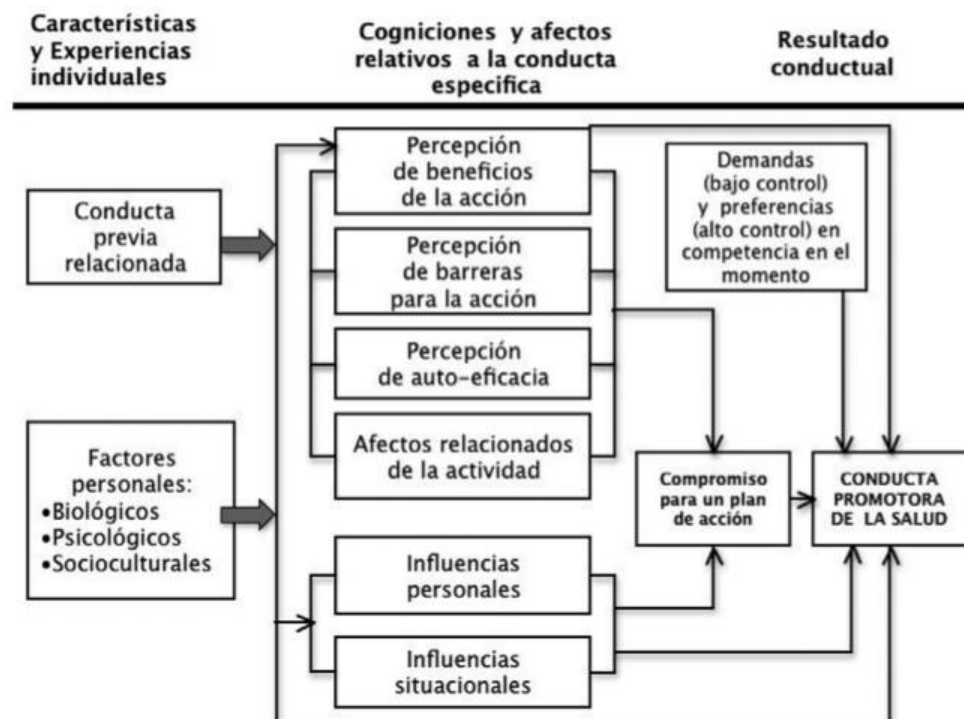 Características
y Experiencias
individuales
Cogniciones y afectos
relativos a la conducta
especifica
Resultado
conductual
Conducta
previa
relacionada
Factores
personales:
•Biológicos
•Psicológicos
•Socioculturales
Percepción
de beneficios
de la acción
Percepción
de barreras
para la acción
Percepción
de auto-eficacia
Afectos relacionados
de la actividad
Influencias
personales
Influencias
situacionales
Demandas
(bajo control)
y preferencias
(alto control) en
competencia en el
momento
Compromiso
para un plan
de acción
CONDUCTA
PROMOTORA
DE LA SALUD